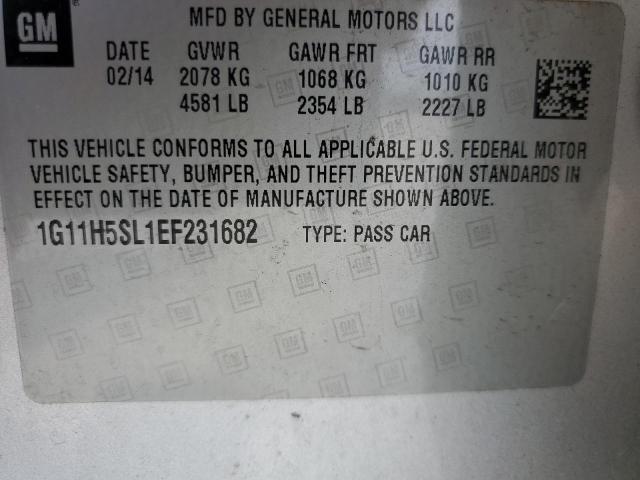 GM
MFD BY GENERAL MOTORS LLC
DATE GVWR GAWR FRT GAWR RR
02/14 2078 KG 1068 KG 1010 KG
4581 LB 2354 LB 2227 LB
THIS VEHICLE CONFORMS TO ALL APPLICABLE U.S. FEDERAL MOTOR
VEHICLE SAFETY, BUMPER, AND THEFT PREVENTION STANDARDS IN
EFFECT ON THE DATE OF MANUFACTURE SHOWN ABOVE.
1G11H5SL1EF231682 TYPE: PASS CAR